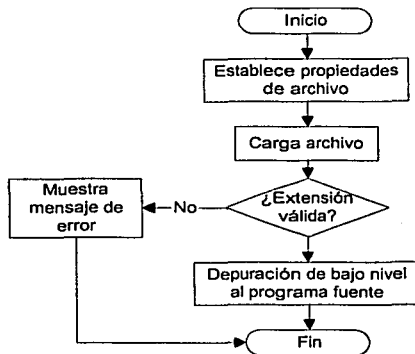 Inicio
Establece propiedades
de archivo
Carga archivo
¿Extensión
válida?
No
Muestra
mensaje de
error
Depuración de bajo nivel
al programa fuente
Fin